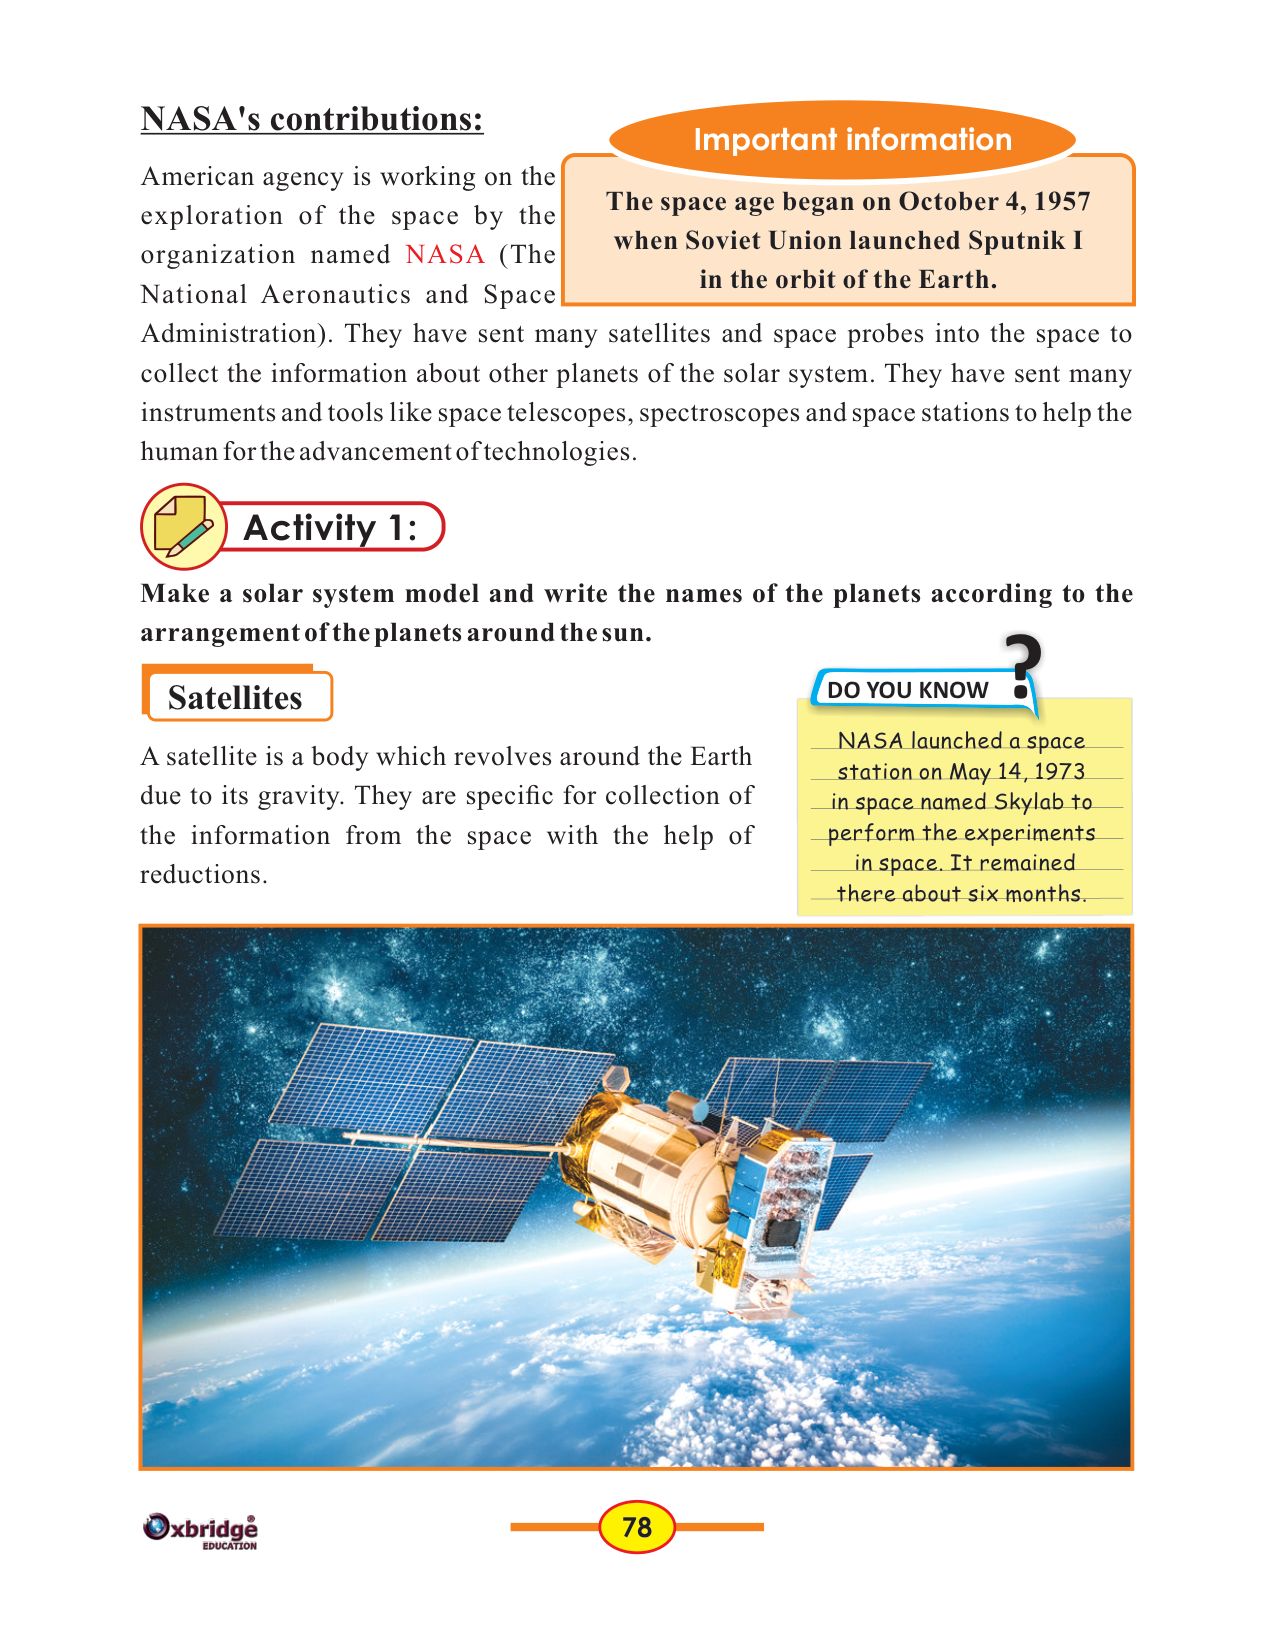 NASA's contributions:
Important information
The space age began on October 4, 1957
when Soviet Union launched Sputnik I
in the orbit of the Earth.
American agency is working on the
exploration of the space by the
organization named NASA (The
National Aeronautics and Space
Administration). They have sent many satellites and space probes into the space to
collect the information about other planets of the solar system. They have sent many
instruments and tools like space telescopes, spectroscopes and space stations to help the
human for the advancement of technologies.
Activity 1:
Make a solar system model and write the names of the planets according to the
arrangement of the planets around the sun.
Satellites
A satellite is a body which revolves around the Earth
due to its gravity. They are specific for collection of
the information from the space with the help of
reductions.
DO YOU KNOW ?
NASA launched a space
station on May 14, 1973
in space named Skylab to
perform the experiments
in space. It remained
there about six months.
Oxbridge®
EDUCATION
78